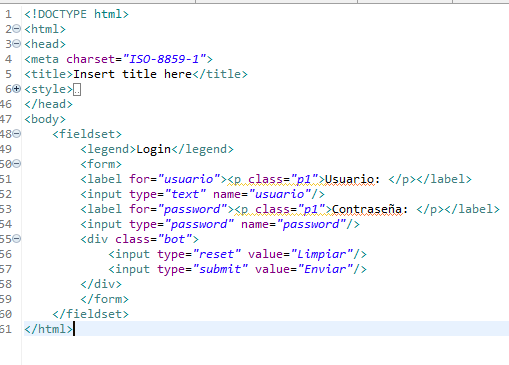 1 <!DOCTYPE html>
2 <html>
3 <head>
4 <meta charset="ISO-8859-1">
5 <title>Insert title here</title>
6 <style>..
46 </head>
47 <body>
48 <fieldset>
49 <legend>Login</legend>
50 <form>
51 <label for="usuario"><p class="p1">Usuario: </p></label>
52 <input type="text" name="usuario"/>
53 <label for="password"><p class="p1">Contraseña: </p></label>
54 <input type="password" name="password"/>
55 <div class="bot">
56 <input type="reset" value="Limpiar"/>
57 <input type="submit" value="Enviar"/>
58 </div>
59 </form>
60 </fieldset>
61 </html>